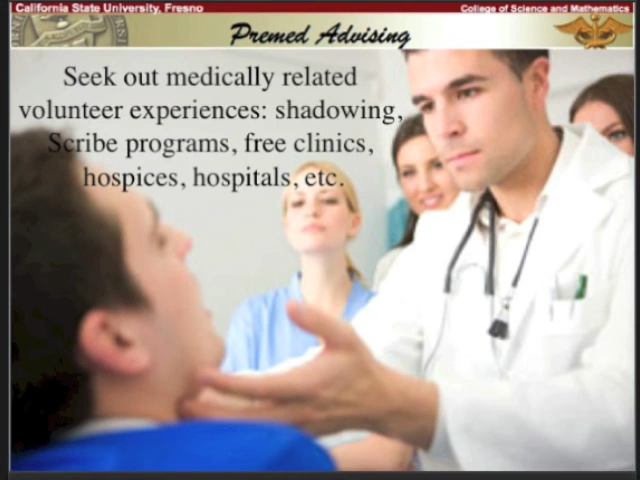 California State University, Fresno
College of Science and Mathematics
Premed Advising
Seek out medically related
volunteer experiences: shadowing,
Scribe programs, free clinics,
hospices, hospitals, etc.